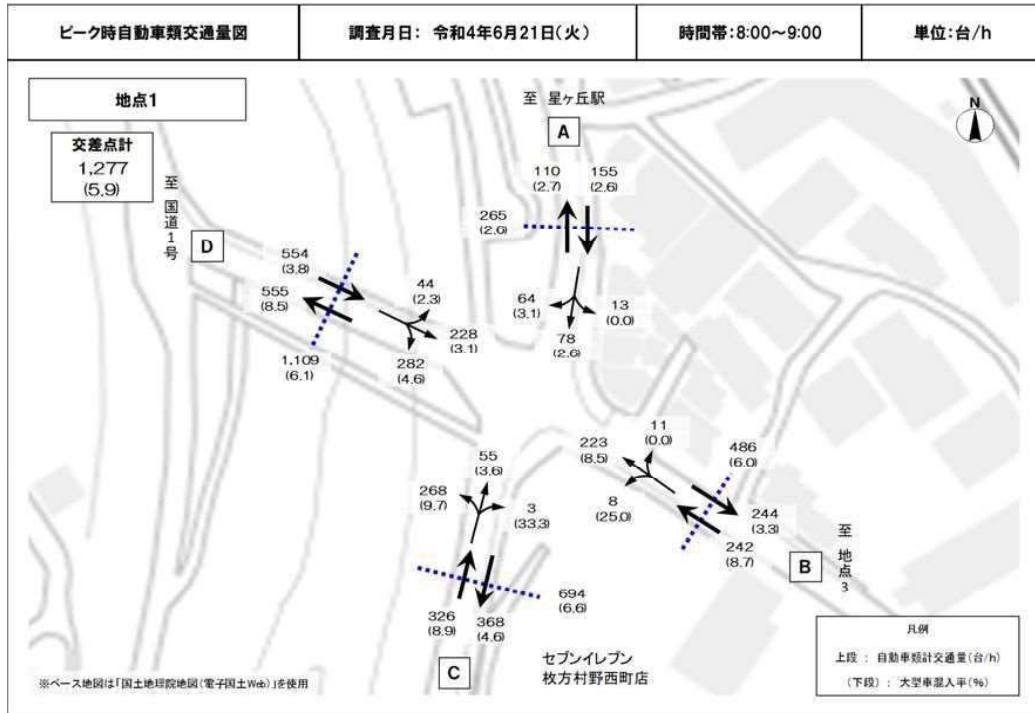 ピーク時自動車類交通量図
調査月日： 令和4年6月21日(火)
時間帯：8:00～9:00
単位：台/h
地点1
交差点計
1,277
(5.9)
至 星ヶ丘駅
A
N
110
(2.7)
155
(2.6)
265
(2.6)
64
(3.1)
78
(2.6)
13
(0.0)
至 国道1号
D
554
(3.8)
555
(8.5)
1,109
(6.1)
44
(2.3)
228
(3.1)
282
(4.6)
223
(8.5)
11
(0.0)
8
(25.0)
486
(6.0)
244
(3.3)
242
(8.7)
B
至 地点3
55
(3.6)
268
(9.7)
3
(33.3)
694
(6.6)
326
(8.9)
368
(4.6)
C
セブンイレブン
枚方村野西町店
凡例
上段 ： 自動車類計交通量(台/h)
(下段) ： 大型車混入率(%)
※ベース地図は「国土地理院地図(電子国土Web)」を使用